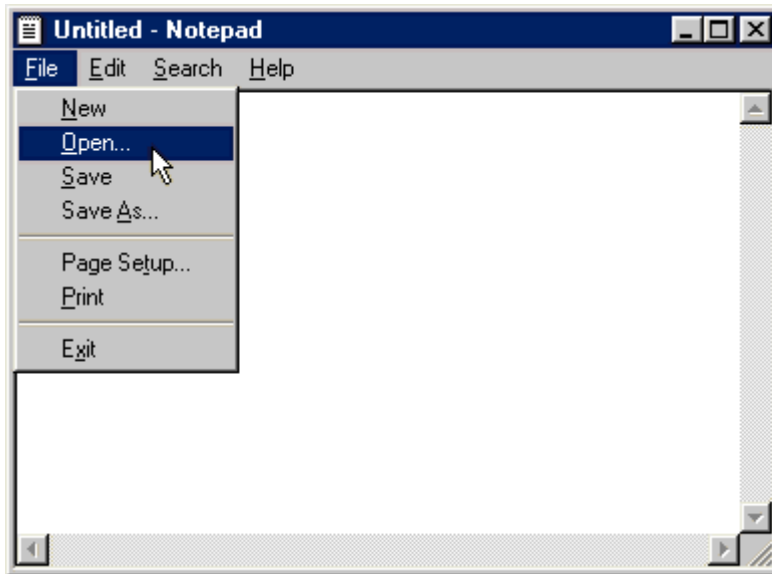 Untitled - Notepad
File Edit Search Help
New
Open...
Save
Save As...
Page Setup...
Print
Exit